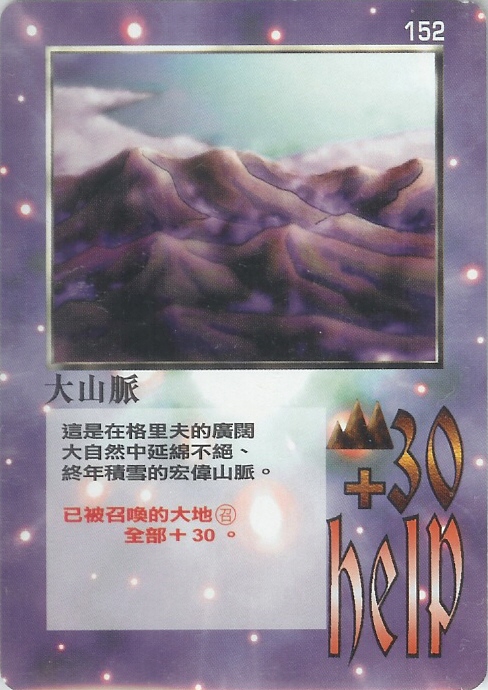 152
大山脈
這是在格里夫的廣闊
大自然中延綿不絕、
終年積雪的宏偉山脈。
已被召喚的大地㊣召
全部＋30。
+30
help